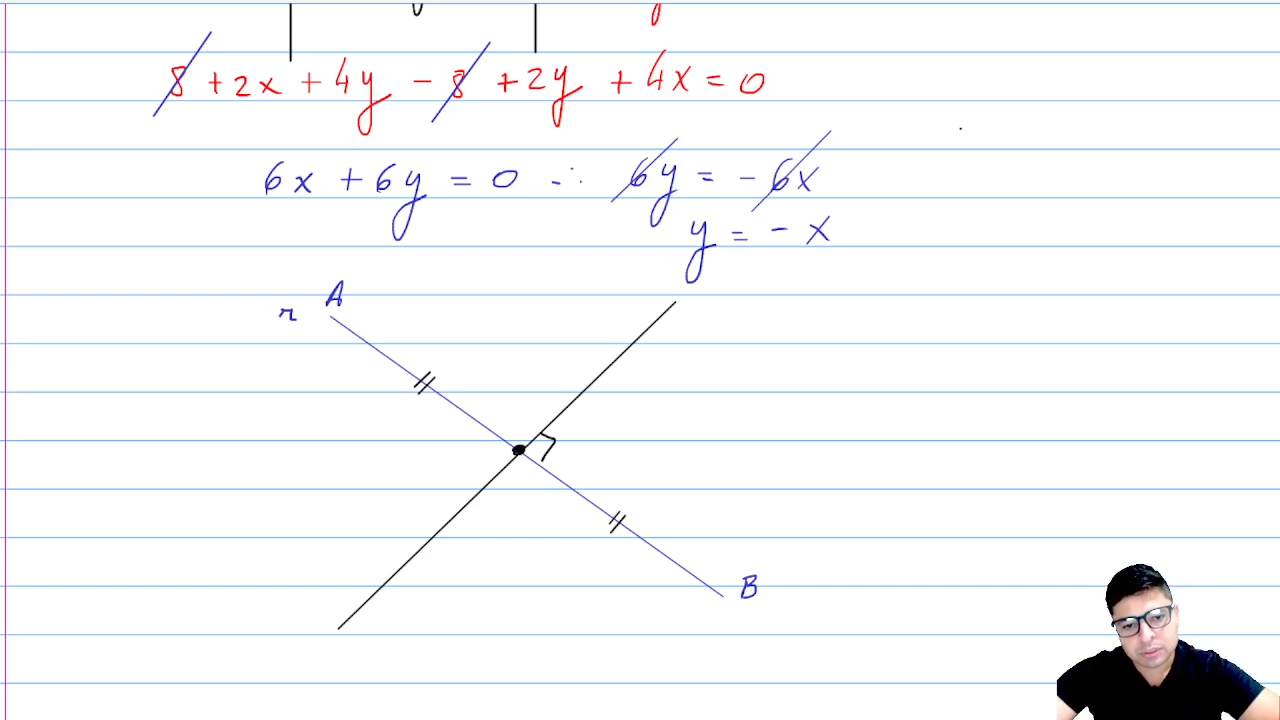 8 + 2x + 4y - 8 + 2y + 4x = 0
6x + 6y = 0 ∴ 6y = - 6x
y = - x
r A
B